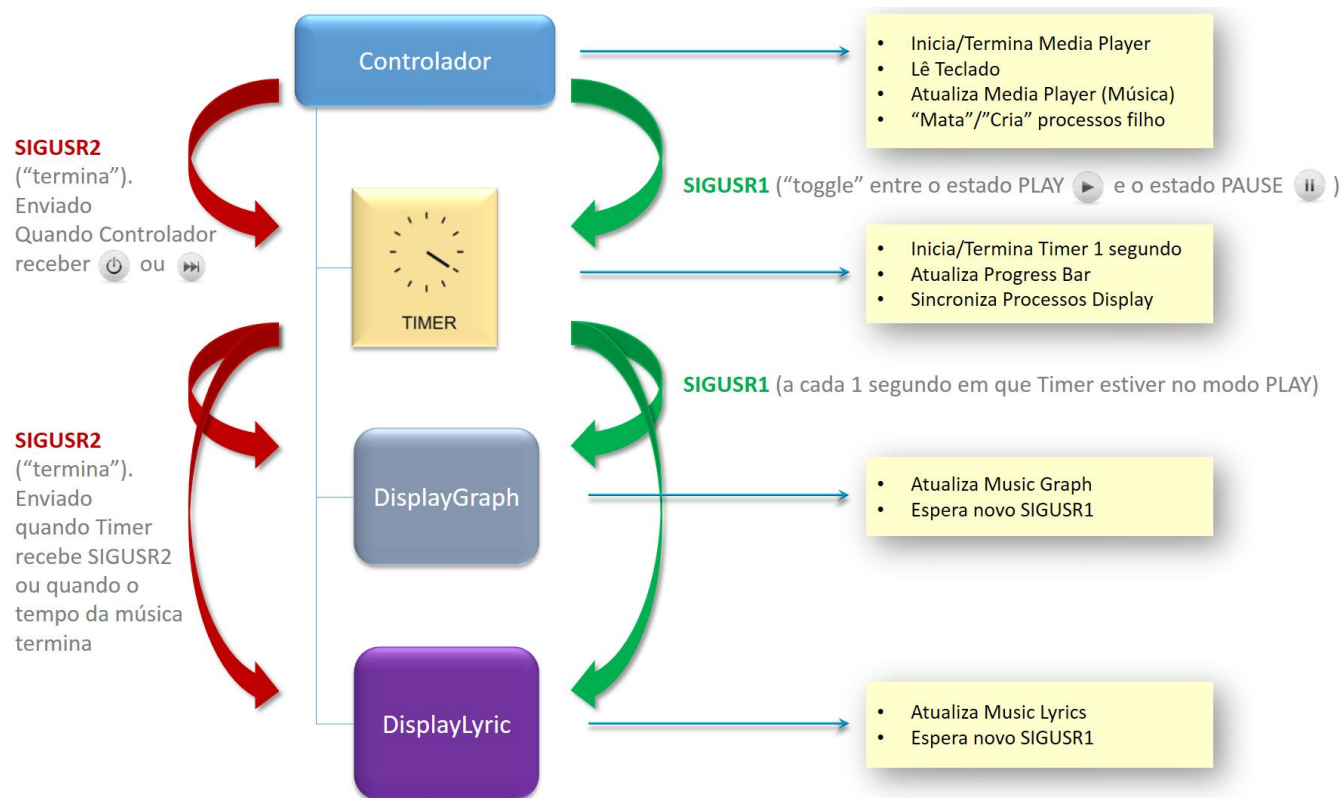 Controlador
• Inicia/Termina Media Player
• Lê Teclado
• Atualiza Media Player (Música)
• “Mata”/”Cria” processos filho
SIGUSR2
(“termina”).
Enviado
Quando Controlador
receber ou
SIGUSR1 (“toggle” entre o estado PLAY e o estado PAUSE )
TIMER
• Inicia/Termina Timer 1 segundo
• Atualiza Progress Bar
• Sincroniza Processos Display
SIGUSR1 (a cada 1 segundo em que Timer estiver no modo PLAY)
SIGUSR2
(“termina”).
Enviado
quando Timer
recebe SIGUSR2
ou quando o
tempo da música
termina
DisplayGraph
• Atualiza Music Graph
• Espera novo SIGUSR1
DisplayLyric
• Atualiza Music Lyrics
• Espera novo SIGUSR1